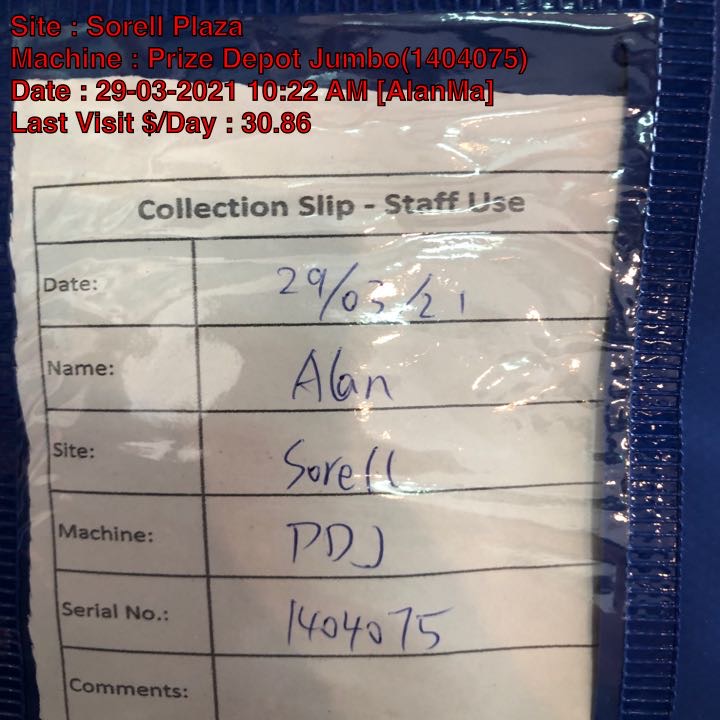 Site : Sorell Plaza
Machine : Prize Depot Jumbo(1404075)
Date : 29-03-2021 10:22 AM [AlanMa]
Last Visit $/Day : 30.86
Collection Slip - Staff Use
Date: 29/03/21
Name: Alan
Site: Sorell
Machine: PDJ
Serial No.: 1404075
Comments: